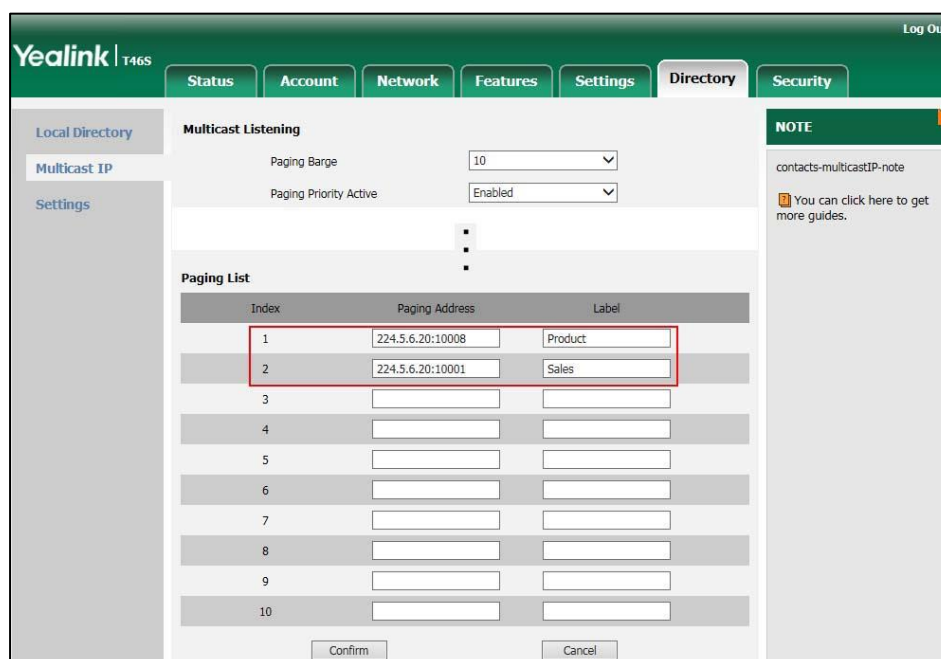 Log Ou
Yealink | T46S
Status Account Network Features Settings Directory Security
Local Directory
Multicast IP
Settings
Multicast Listening
Paging Barge 10
Paging Priority Active Enabled
Paging List
Index Paging Address Label
1 224.5.6.20:10008 Product
2 224.5.6.20:10001 Sales
3
4
5
6
7
8
9
10
Confirm Cancel
NOTE
contacts-multicastIP-note
? You can click here to get
more guides.